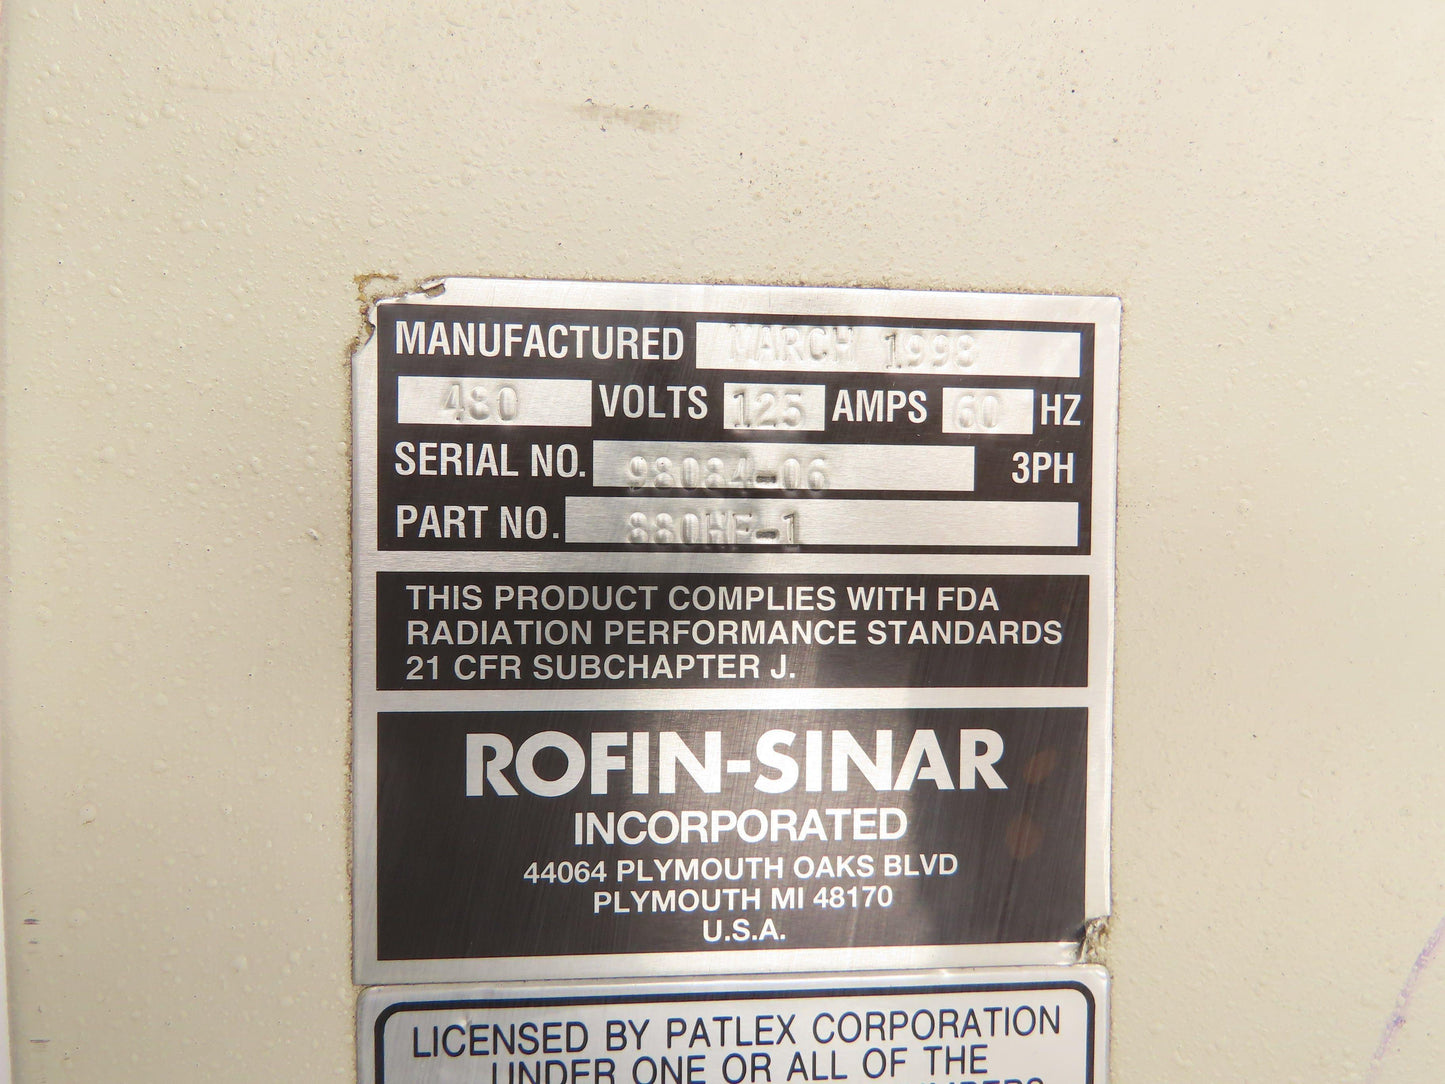 MANUFACTURED MARCH 1998
480 VOLTS 125 AMPS 60 HZ
SERIAL NO. 98084-06 3PH
PART NO. 880HF-1
THIS PRODUCT COMPLIES WITH FDA
RADIATION PERFORMANCE STANDARDS
21 CFR SUBCHAPTER J.
ROFIN-SINAR
INCORPORATED
44064 PLYMOUTH OAKS BLVD
PLYMOUTH MI 48170
U.S.A.
LICENSED BY PATLEX CORPORATION
UNDER ONE OR ALL OF THE